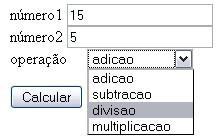 número1 15
número2 5
operação adicao
adicao
subtracao
divisao
Calcular
multiplicacao